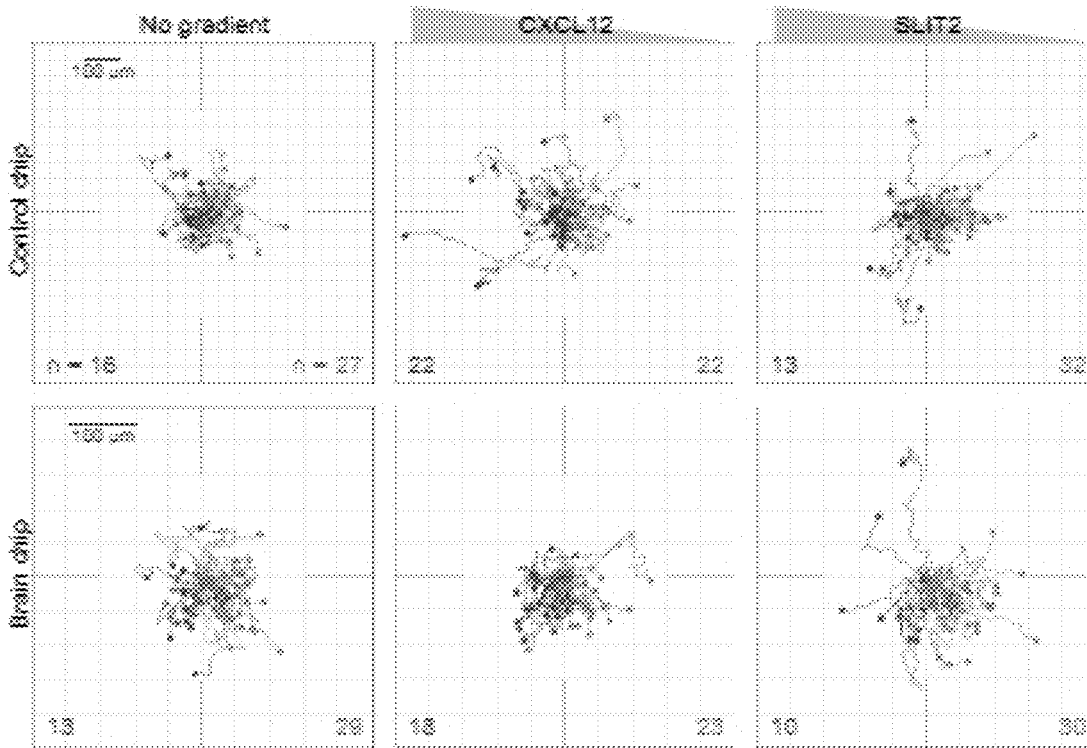 No gradient CXCL12 SLIT2
Control chip
100 µm
n = 16 n = 27 22 22 13 32
Brain chip
100 µm
13 29 18 23 10 30